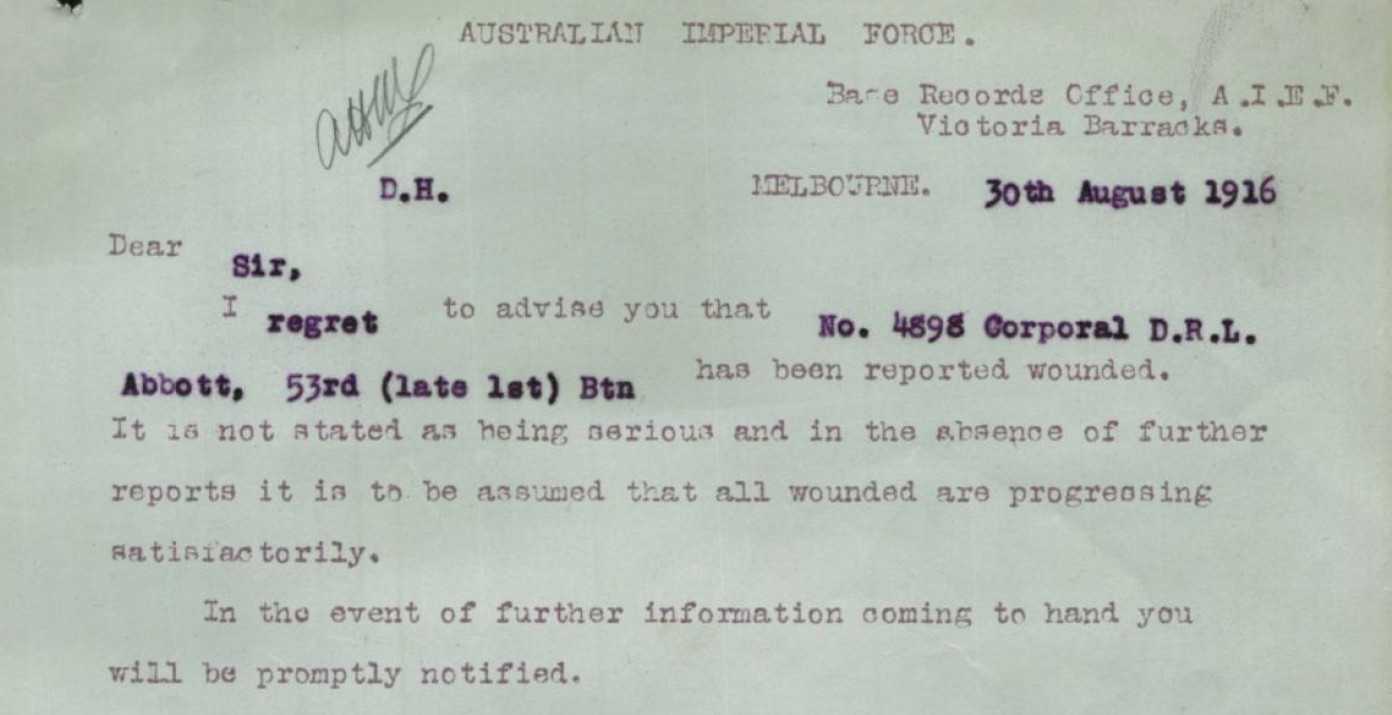 AUSTRALIAN IMPERIAL FORCE.
Base Records Office, A.I.E.F.
Victoria Barracks.
D.H.
MELBOURNE. 30th August 1916
Dear Sir,
I regret to advise you that No. 4898 Corporal D.R.L.
Abbott, 53rd (late 1st) Btn has been reported wounded.
It is not stated as being serious and in the absence of further
reports it is to be assumed that all wounded are progressing
satisfactorily.
In the event of further information coming to hand you
will be promptly notified.